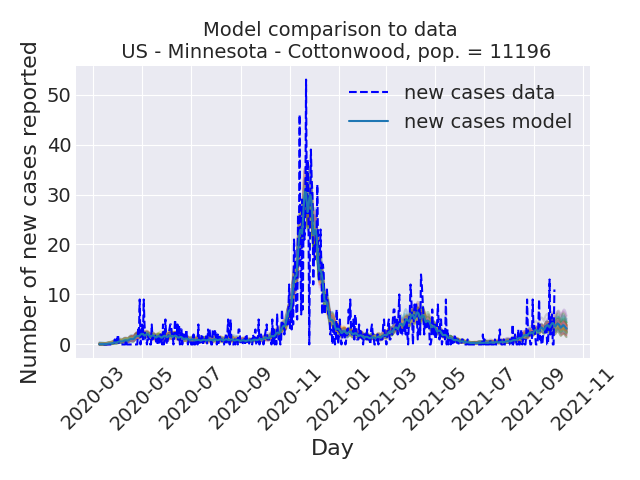 Model comparison to data
US - Minnesota - Cottonwood, pop. = 11196
Number of new cases reported
50
40
30
20
10
0
new cases data
new cases model
2020-03
2020-05
2020-07
2020-09
2020-11
2021-01
2021-03
2021-05
2021-07
2021-09
2021-11
Day